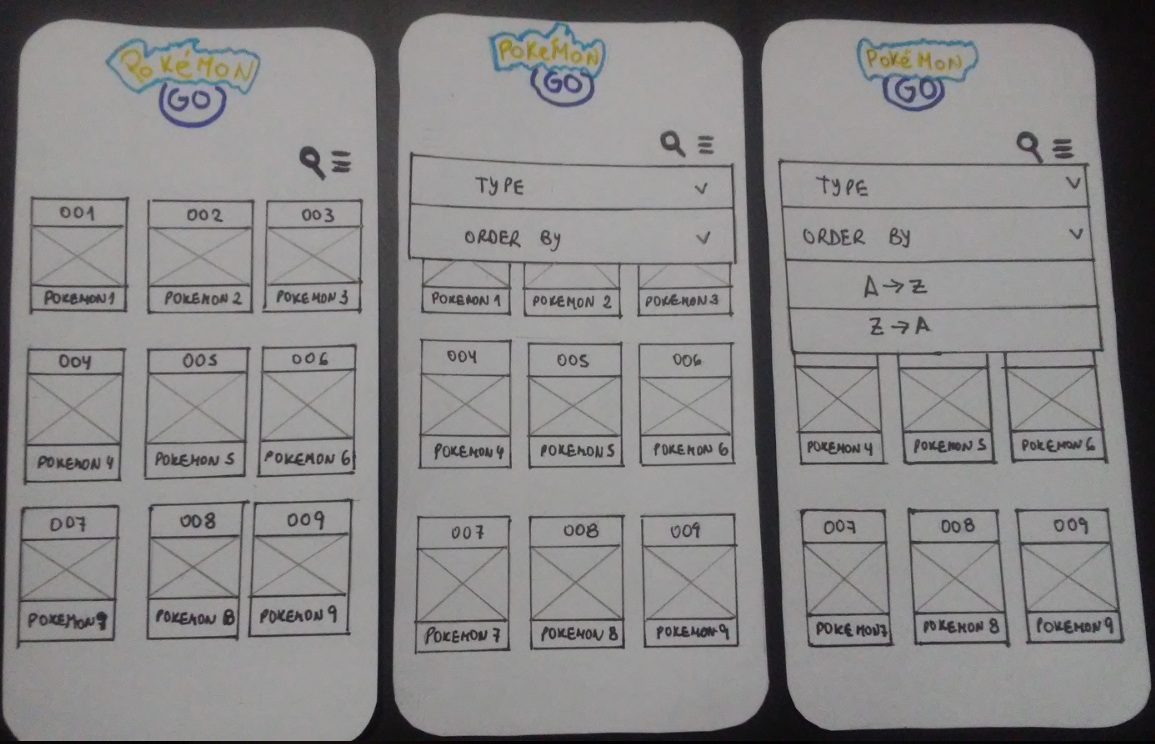 POKéMON
GO
001 002 003
POKEMON 1 POKEMON 2 POKEMON 3
004 005 006
POKEMON 4 POKEMON 5 POKEMON 6
007 008 009
POKEMON 7 POKEMON 8 POKEMON 9
POKéMON
GO
TYPE
ORDER BY
POKEMON 1 POKEMON 2 POKEMON 3
004 005 006
POKEMON 4 POKEMON 5 POKEMON 6
007 008 009
POKEMON 7 POKEMON 8 POKEMON 9
POKéMON
GO
TYPE
ORDER BY
A→Z
Z→A
POKEMON 4 POKEMON 5 POKEMON 6
007 008 009
POKEMON 7 POKEMON 8 POKEMON 9